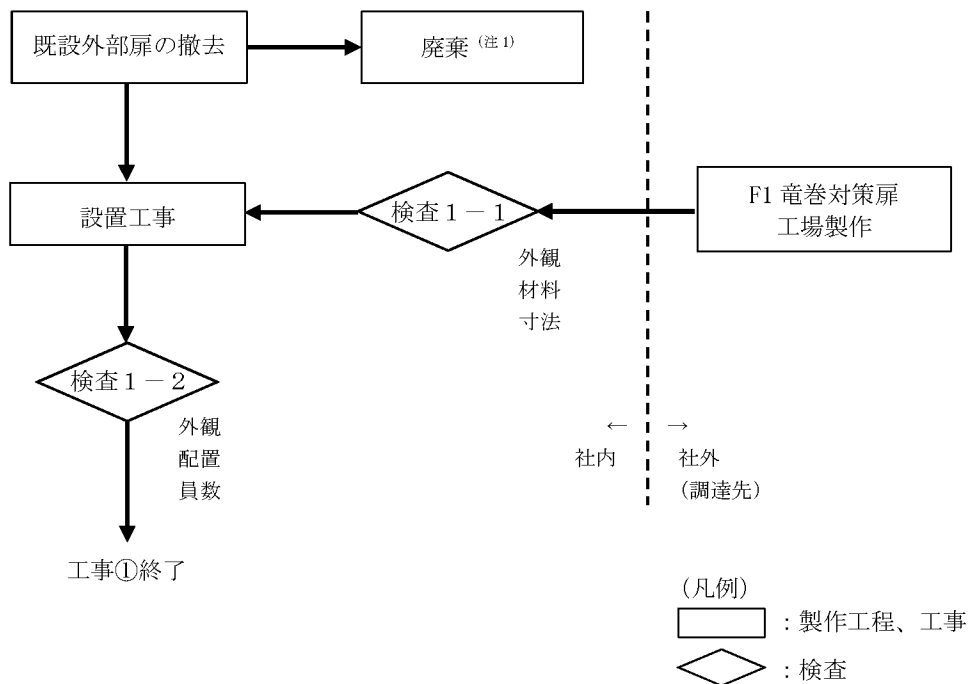 既設外部扉の撤去
廃棄(注1)
設置工事
検査1-1
F1竜巻対策扉
工場製作
外観
材料
寸法
検査1-2
外観
配置
員数
← →
社内 社外
(調達先)
工事①終了
(凡例)
:製作工程、工事
:検査